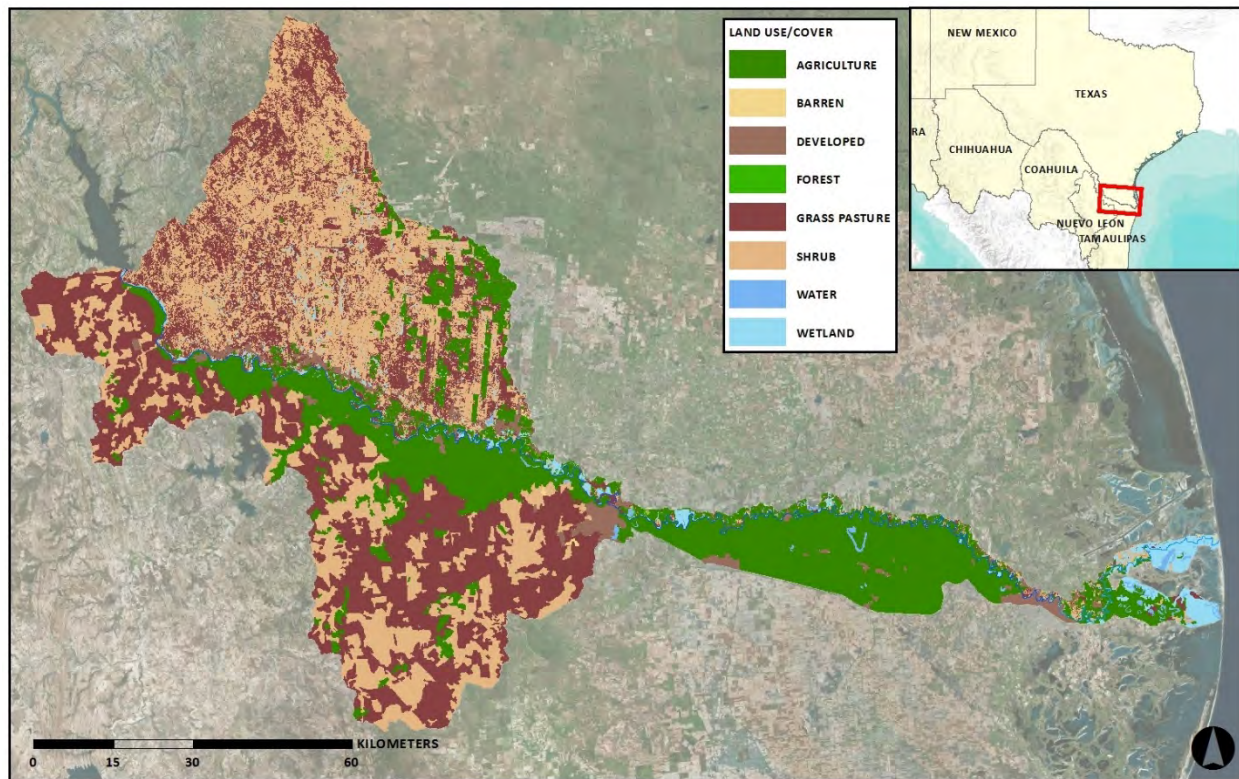 LAND USE/COVER
AGRICULTURE
BARREN
DEVELOPED
FOREST
GRASS PASTURE
SHRUB
WATER
WETLAND
NEW MEXICO
TEXAS
RA
CHIHUAHUA
COAHUILA
NUEVO LEÓN
TAMAULIPAS
KILOMETERS
0 15 30 60